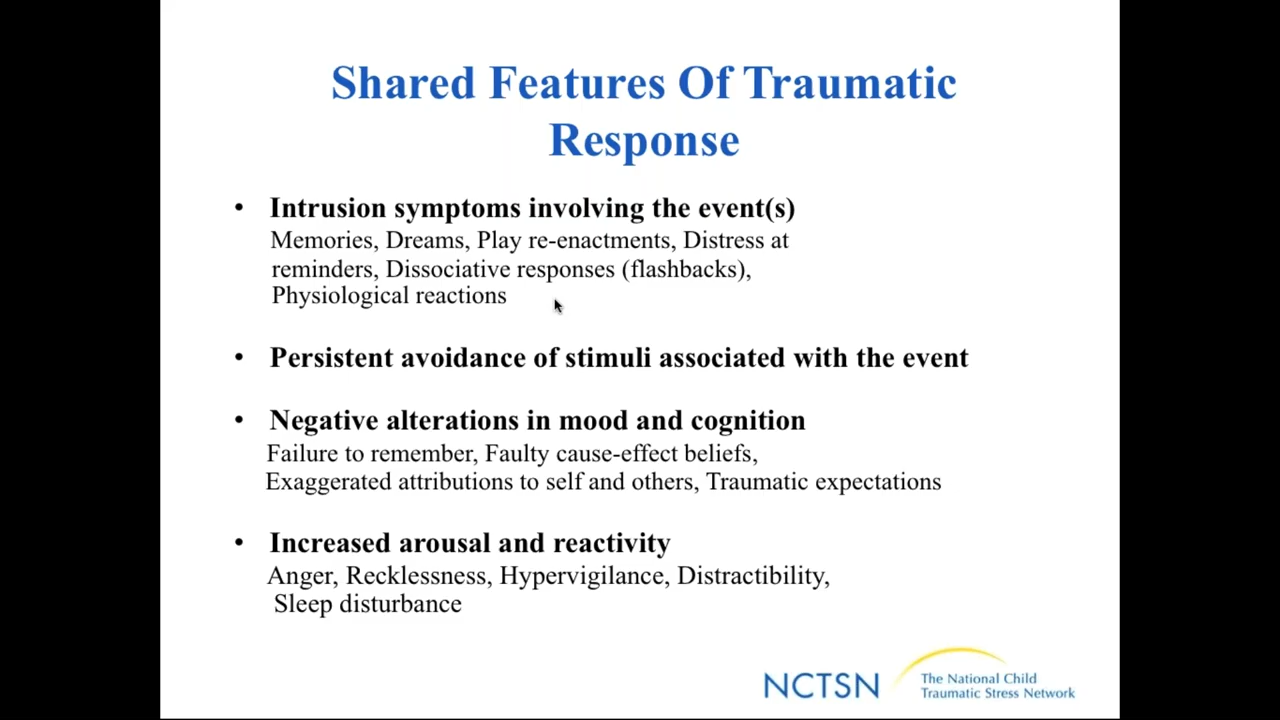 Shared Features Of Traumatic
Response
• Intrusion symptoms involving the event(s)
Memories, Dreams, Play re-enactments, Distress at
reminders, Dissociative responses (flashbacks),
Physiological reactions
• Persistent avoidance of stimuli associated with the event
• Negative alterations in mood and cognition
Failure to remember, Faulty cause-effect beliefs,
Exaggerated attributions to self and others, Traumatic expectations
• Increased arousal and reactivity
Anger, Recklessness, Hypervigilance, Distractibility,
Sleep disturbance
NCTSN
The National Child
Traumatic Stress Network